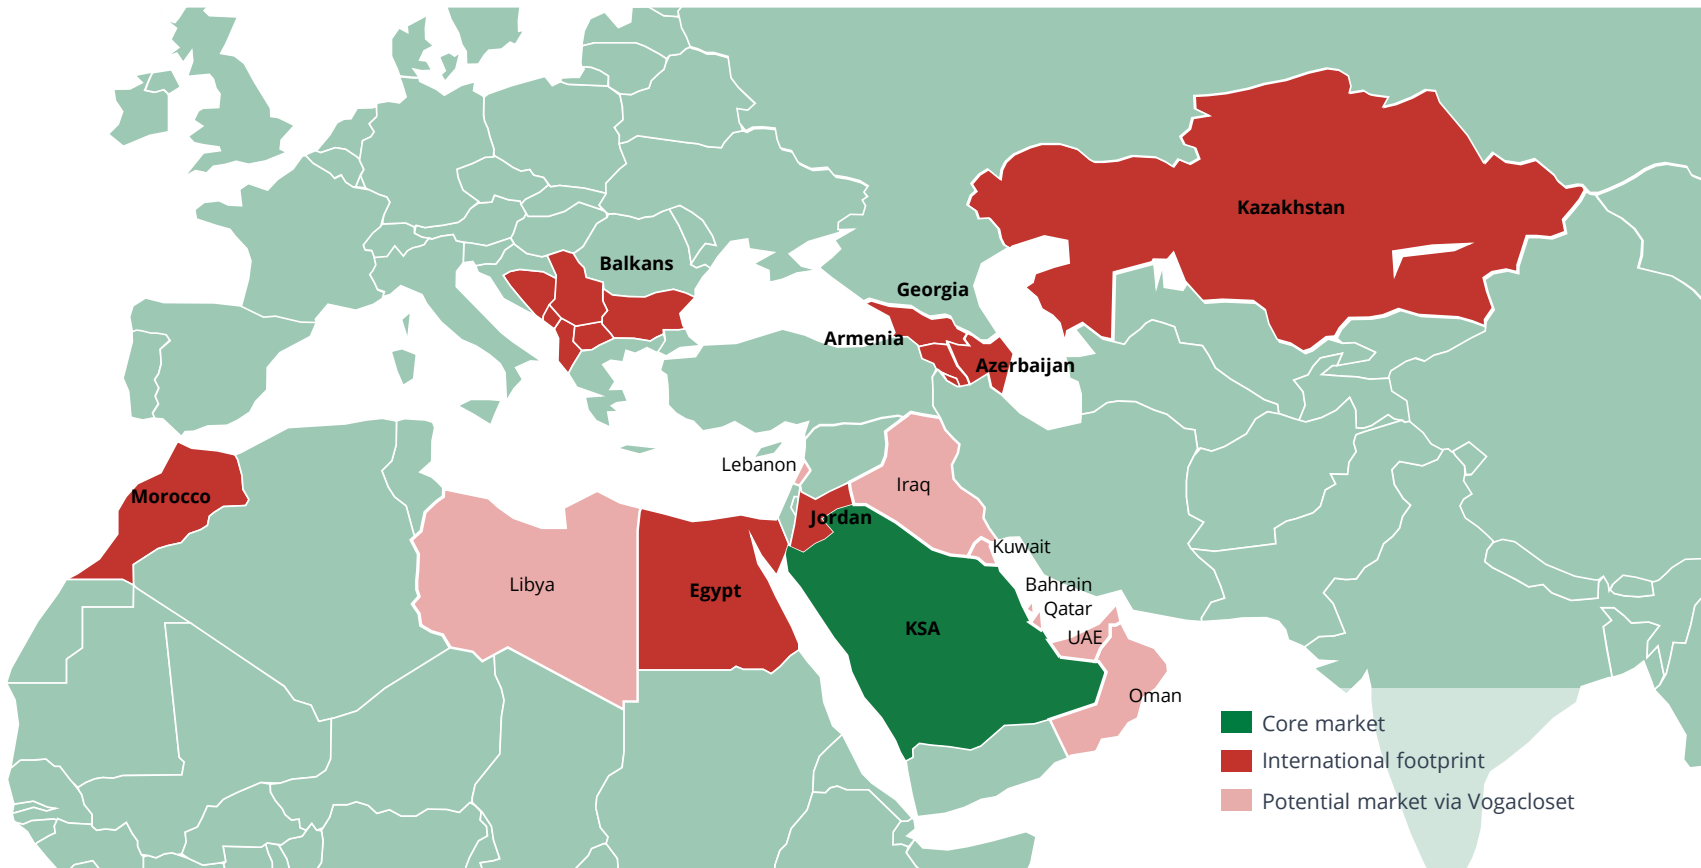 Kazakhstan
Balkans
Georgia
Armenia
Azerbaijan
Lebanon
Iraq
Morocco
Jordan
Kuwait
Libya
Egypt
Bahrain
Qatar
KSA
UAE
Oman
Core market
International footprint
Potential market via Vogacloset